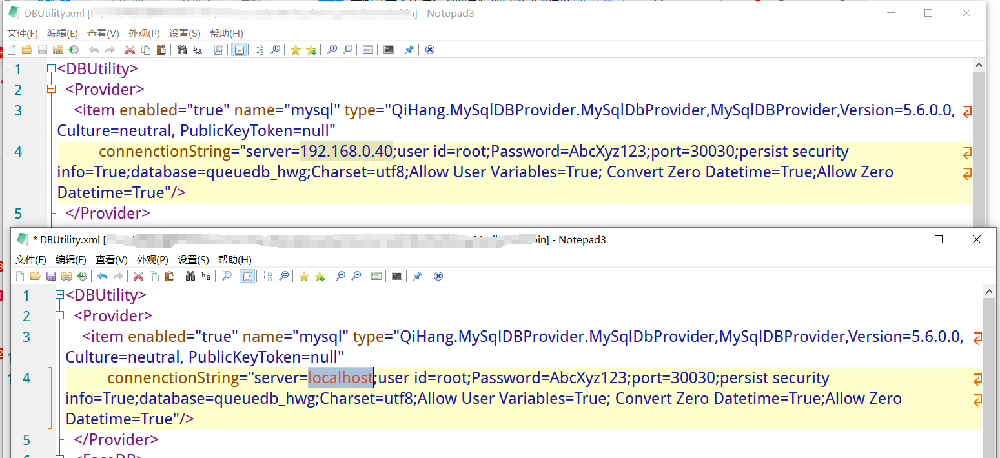 DBUtility.xml [ bin] - Notepad3
文件(F) 编辑(E) 查看(V) 外观(P) 设置(S) 帮助(H)
1 <DBUtility>
2 <Provider>
3 <item enabled="true" name="mysql" type="QiHang.MySqlDBProvider.MySqlDbProvider,MySqlDBProvider,Version=5.6.0.0,
Culture=neutral, PublicKeyToken=null"
4 connenctionString="server=192.168.0.40;user id=root;Password=AbcXyz123;port=30030;persist security
info=True;database=queuedb_hwg;Charset=utf8;Allow User Variables=True; Convert Zero Datetime=True;Allow Zero
Datetime=True"/>
5 </Provider>
* DBUtility.xml [ bin] - Notepad3
文件(F) 编辑(E) 查看(V) 外观(P) 设置(S) 帮助(H)
1 <DBUtility>
2 <Provider>
3 <item enabled="true" name="mysql" type="QiHang.MySqlDBProvider.MySqlDbProvider,MySqlDBProvider,Version=5.6.0.0,
Culture=neutral, PublicKeyToken=null"
4 connenctionString="server=localhost;user id=root;Password=AbcXyz123;port=30030;persist security
info=True;database=queuedb_hwg;Charset=utf8;Allow User Variables=True; Convert Zero Datetime=True;Allow Zero
Datetime=True"/>
5 </Provider>